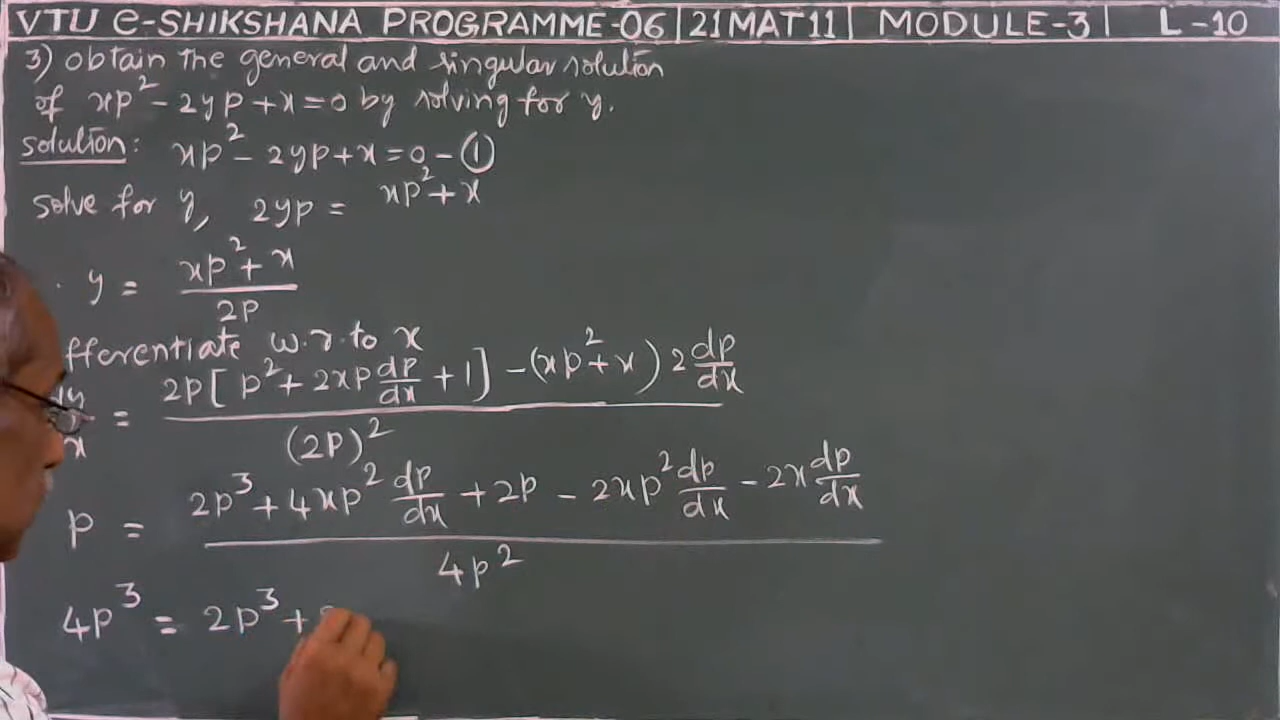 VTU e-SHIKSHANA PROGRAMME-06 | 21MAT11 | MODULE-3 | L-10
3) obtain the general and singular solution
of xp² - 2yp + x = 0 by solving for y.
solution: xp² - 2yp + x = 0 - ①
solve for y, 2yp = xp² + x
y = (xp² + x) / 2p
fferentiate w.r.to x
= (2p[p² + 2xp dp/dx + 1] - (xp² + x) 2 dp/dx) / (2p)²
p = (2p³ + 4xp² dp/dx + 2p - 2xp² dp/dx - 2x dp/dx) / 4p²
4p³ = 2p³ +